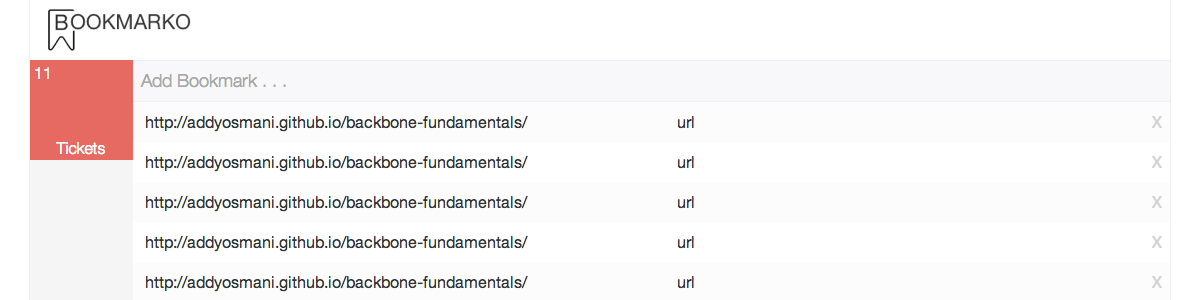 BOOKMARKO
11
Tickets
Add Bookmark . . .
http://addyosmani.github.io/backbone-fundamentals/ url X
http://addyosmani.github.io/backbone-fundamentals/ url X
http://addyosmani.github.io/backbone-fundamentals/ url X
http://addyosmani.github.io/backbone-fundamentals/ url X
http://addyosmani.github.io/backbone-fundamentals/ url X